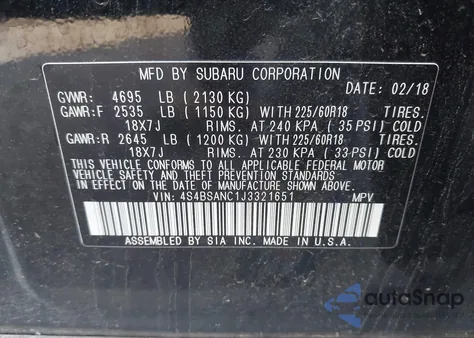 MFD BY SUBARU CORPORATION
DATE: 02/18
GVWR: 4695 LB (2130 KG)
GAWR:F 2535 LB (1150 KG) WITH 225/60R18 TIRES.
18X7J RIMS. AT 240 KPA (35 PSI) COLD
GAWR:R 2645 LB (1200 KG) WITH 225/60R18 TIRES.
18X7J RIMS. AT 230 KPA (33 PSI) COLD
THIS VEHICLE CONFORMS TO ALL APPLICABLE FEDERAL MOTOR
VEHICLE SAFETY AND THEFT PREVENTION STANDARDS IN EFFECT
ON THE DATE OF MANUFACTURE SHOWN ABOVE.
VIN: 4S4BSANC1J3321651 MPV
ASSEMBLED BY SIA INC. MADE IN U.S.A.
autoSnap